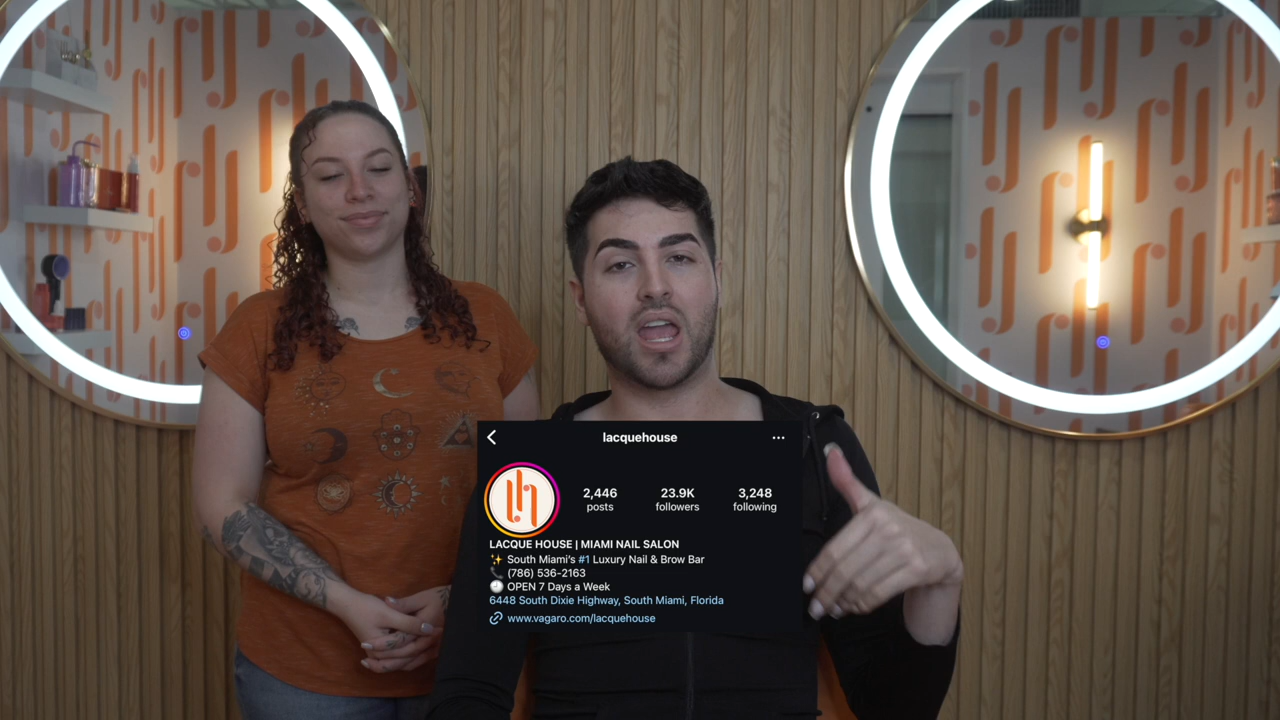 lacquehouse
2,446
23.9K
3,248
posts
followers
following
LACQUE HOUSE | MIAMI NAIL SALON
✨ South Miami's #1 Luxury Nail & Brow Bar
📞 (786) 536-2163
🕗 OPEN 7 Days a Week
6448 South Dixie Highway, South Miami, Florida
www.vagaro.com/lacquehouse